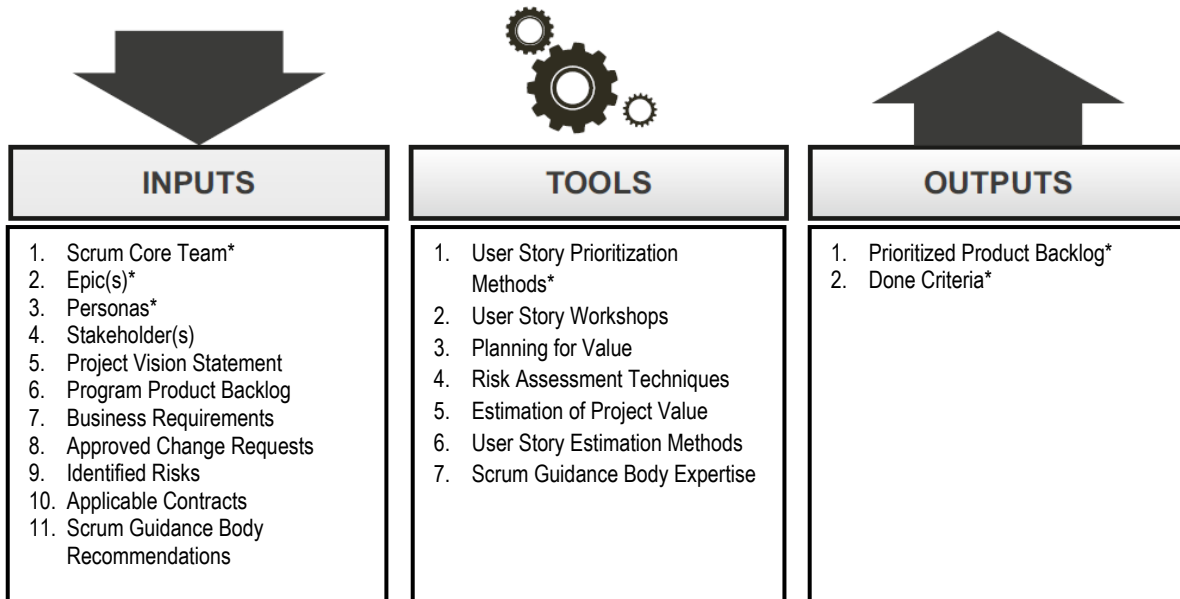 INPUTS
1. Scrum Core Team*
2. Epic(s)*
3. Personas*
4. Stakeholder(s)
5. Project Vision Statement
6. Program Product Backlog
7. Business Requirements
8. Approved Change Requests
9. Identified Risks
10. Applicable Contracts
11. Scrum Guidance Body
Recommendations
TOOLS
1. User Story Prioritization
Methods*
2. User Story Workshops
3. Planning for Value
4. Risk Assessment Techniques
5. Estimation of Project Value
6. User Story Estimation Methods
7. Scrum Guidance Body Expertise
OUTPUTS
1. Prioritized Product Backlog*
2. Done Criteria*